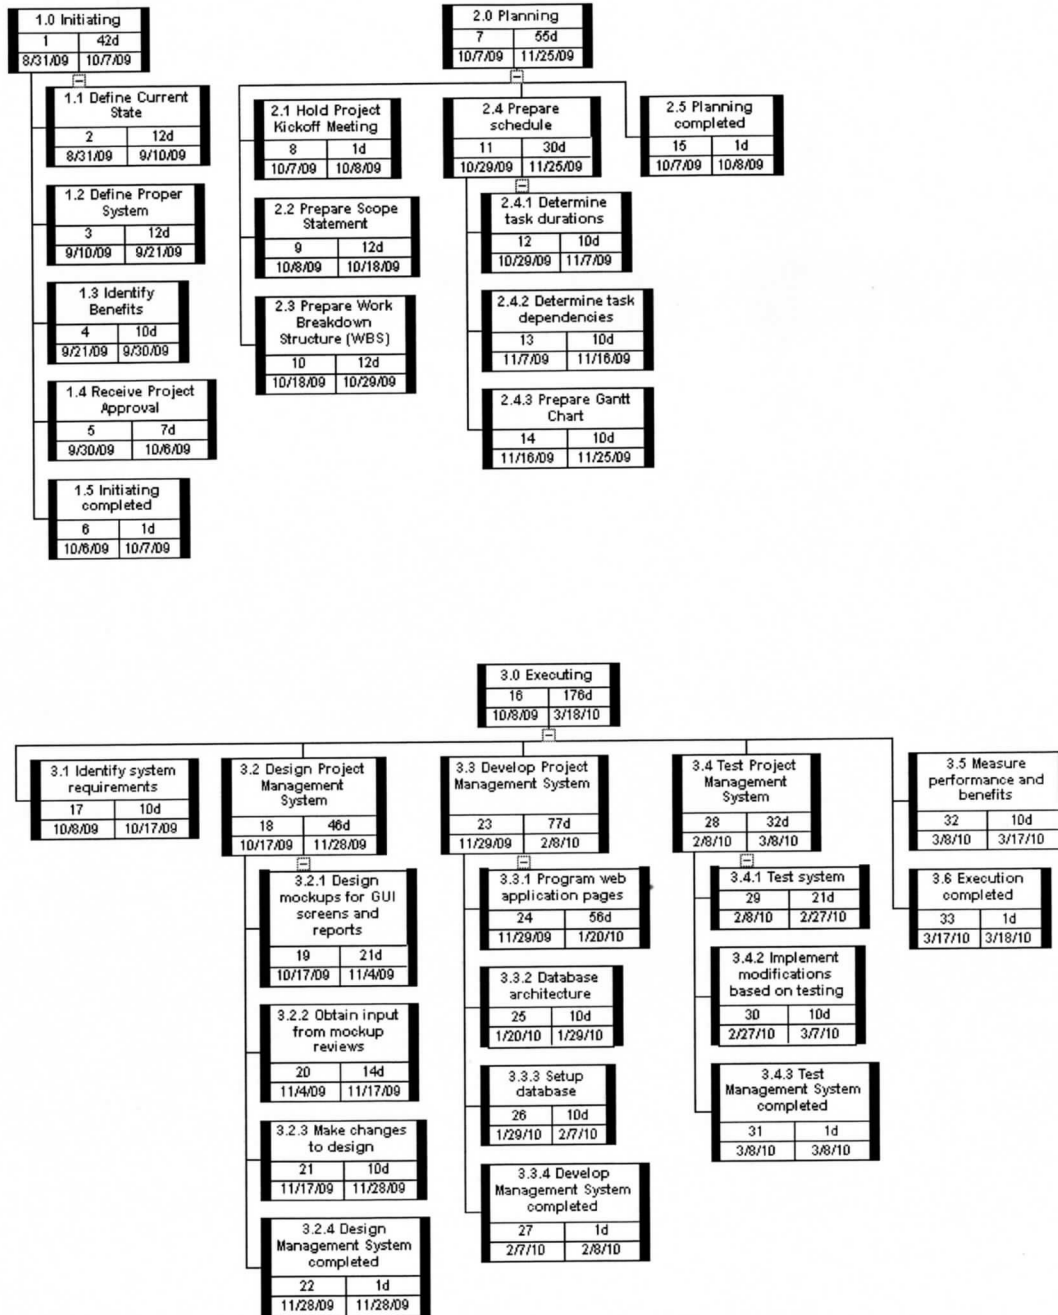 1.0 Initiating
1 42d
8/31/09 10/7/09
1.1 Define Current
State
2 12d
8/31/09 9/10/09
1.2 Define Proper
System
3 12d
9/10/09 9/21/09
1.3 Identify
Benefits
4 10d
9/21/09 9/30/09
1.4 Receive Project
Approval
5 7d
9/30/09 10/6/09
1.5 Initiating
completed
6 1d
10/6/09 10/7/09
2.0 Planning
7 55d
10/7/09 11/25/09
2.1 Hold Project
Kickoff Meeting
8 1d
10/7/09 10/8/09
2.2 Prepare Scope
Statement
9 12d
10/8/09 10/18/09
2.3 Prepare Work
Breakdown
Structure (WBS)
10 12d
10/18/09 10/29/09
2.4 Prepare
schedule
11 30d
10/29/09 11/25/09
2.4.1 Determine
task durations
12 10d
10/29/09 11/7/09
2.4.2 Determine task
dependencies
13 10d
11/7/09 11/16/09
2.4.3 Prepare Gantt
Chart
14 10d
11/16/09 11/25/09
2.5 Planning
completed
15 1d
10/7/09 10/8/09
3.0 Executing
16 176d
10/8/09 3/18/10
3.1 Identify system
requirements
17 10d
10/8/09 10/17/09
3.2 Design Project
Management
System
18 46d
10/17/09 11/28/09
3.2.1 Design
mockups for GUI
screens and
reports
19 21d
10/17/09 11/4/09
3.2.2 Obtain input
from mockup
reviews
20 14d
11/4/09 11/17/09
3.2.3 Make changes
to design
21 10d
11/17/09 11/28/09
3.2.4 Design
Management System
completed
22 1d
11/28/09 11/28/09
3.3 Develop Project
Management System
23 77d
11/29/09 2/8/10
3.3.1 Program web
application pages
24 56d
11/29/09 1/20/10
3.3.2 Database
architecture
25 10d
1/20/10 1/29/10
3.3.3 Setup
database
26 10d
1/29/10 2/7/10
3.3.4 Develop
Management System
completed
27 1d
2/7/10 2/8/10
3.4 Test Project
Management
System
28 32d
2/8/10 3/8/10
3.4.1 Test system
29 21d
2/8/10 2/27/10
3.4.2 Implement
modifications
based on testing
30 10d
2/27/10 3/7/10
3.4.3 Test
Management System
completed
31 1d
3/8/10 3/8/10
3.5 Measure
performance and
benefits
32 10d
3/8/10 3/17/10
3.6 Execution
completed
33 1d
3/17/10 3/18/10